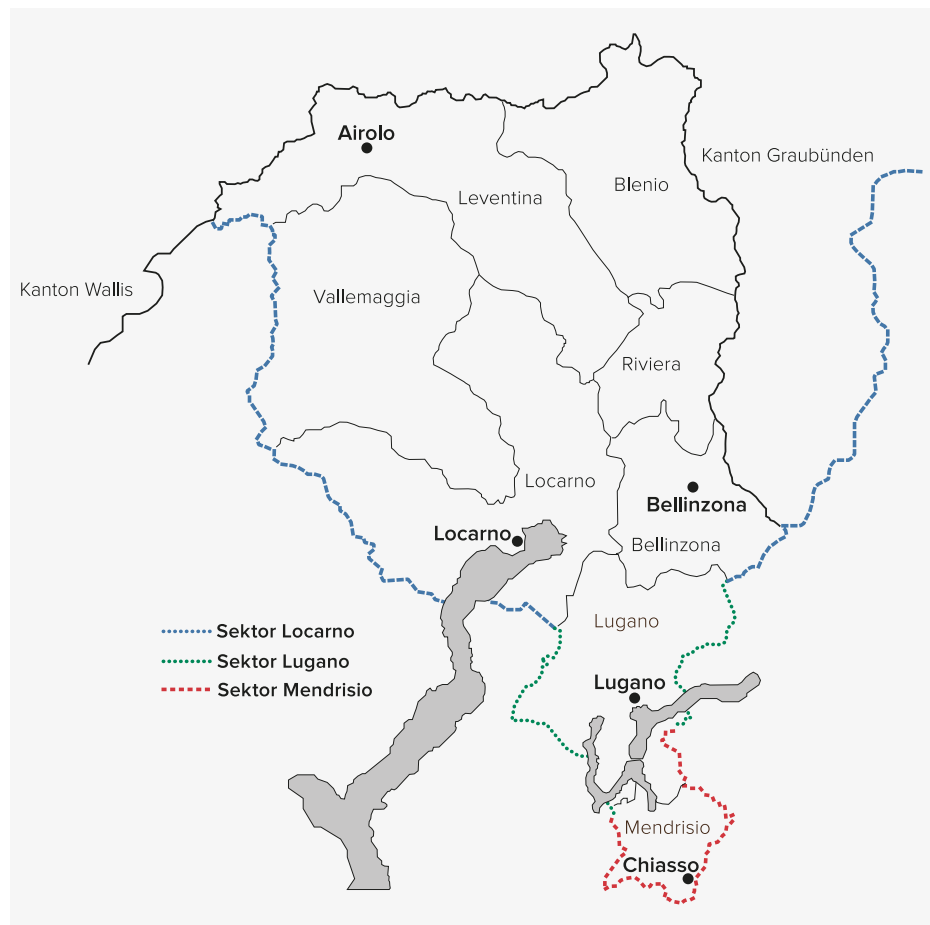 Airolo
Kanton Graubünden
Blenio
Leventina
Kanton Wallis
Vallemaggia
Riviera
Locarno
Bellinzona
Locarno
Bellinzona
Lugano
Sektor Locarno
Sektor Lugano
Sektor Mendrisio
Lugano
Mendrisio
Chiasso